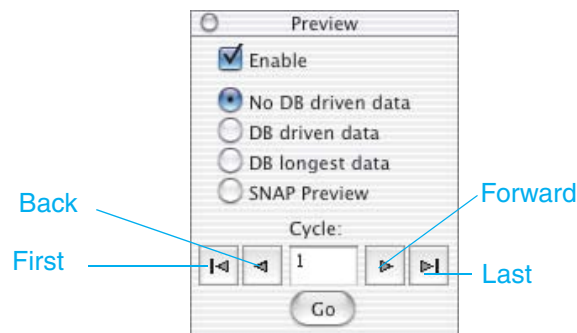 Preview
Enable
No DB driven data
DB driven data
DB longest data
SNAP Preview
Back
Forward
Cycle:
First
1
Last
Go